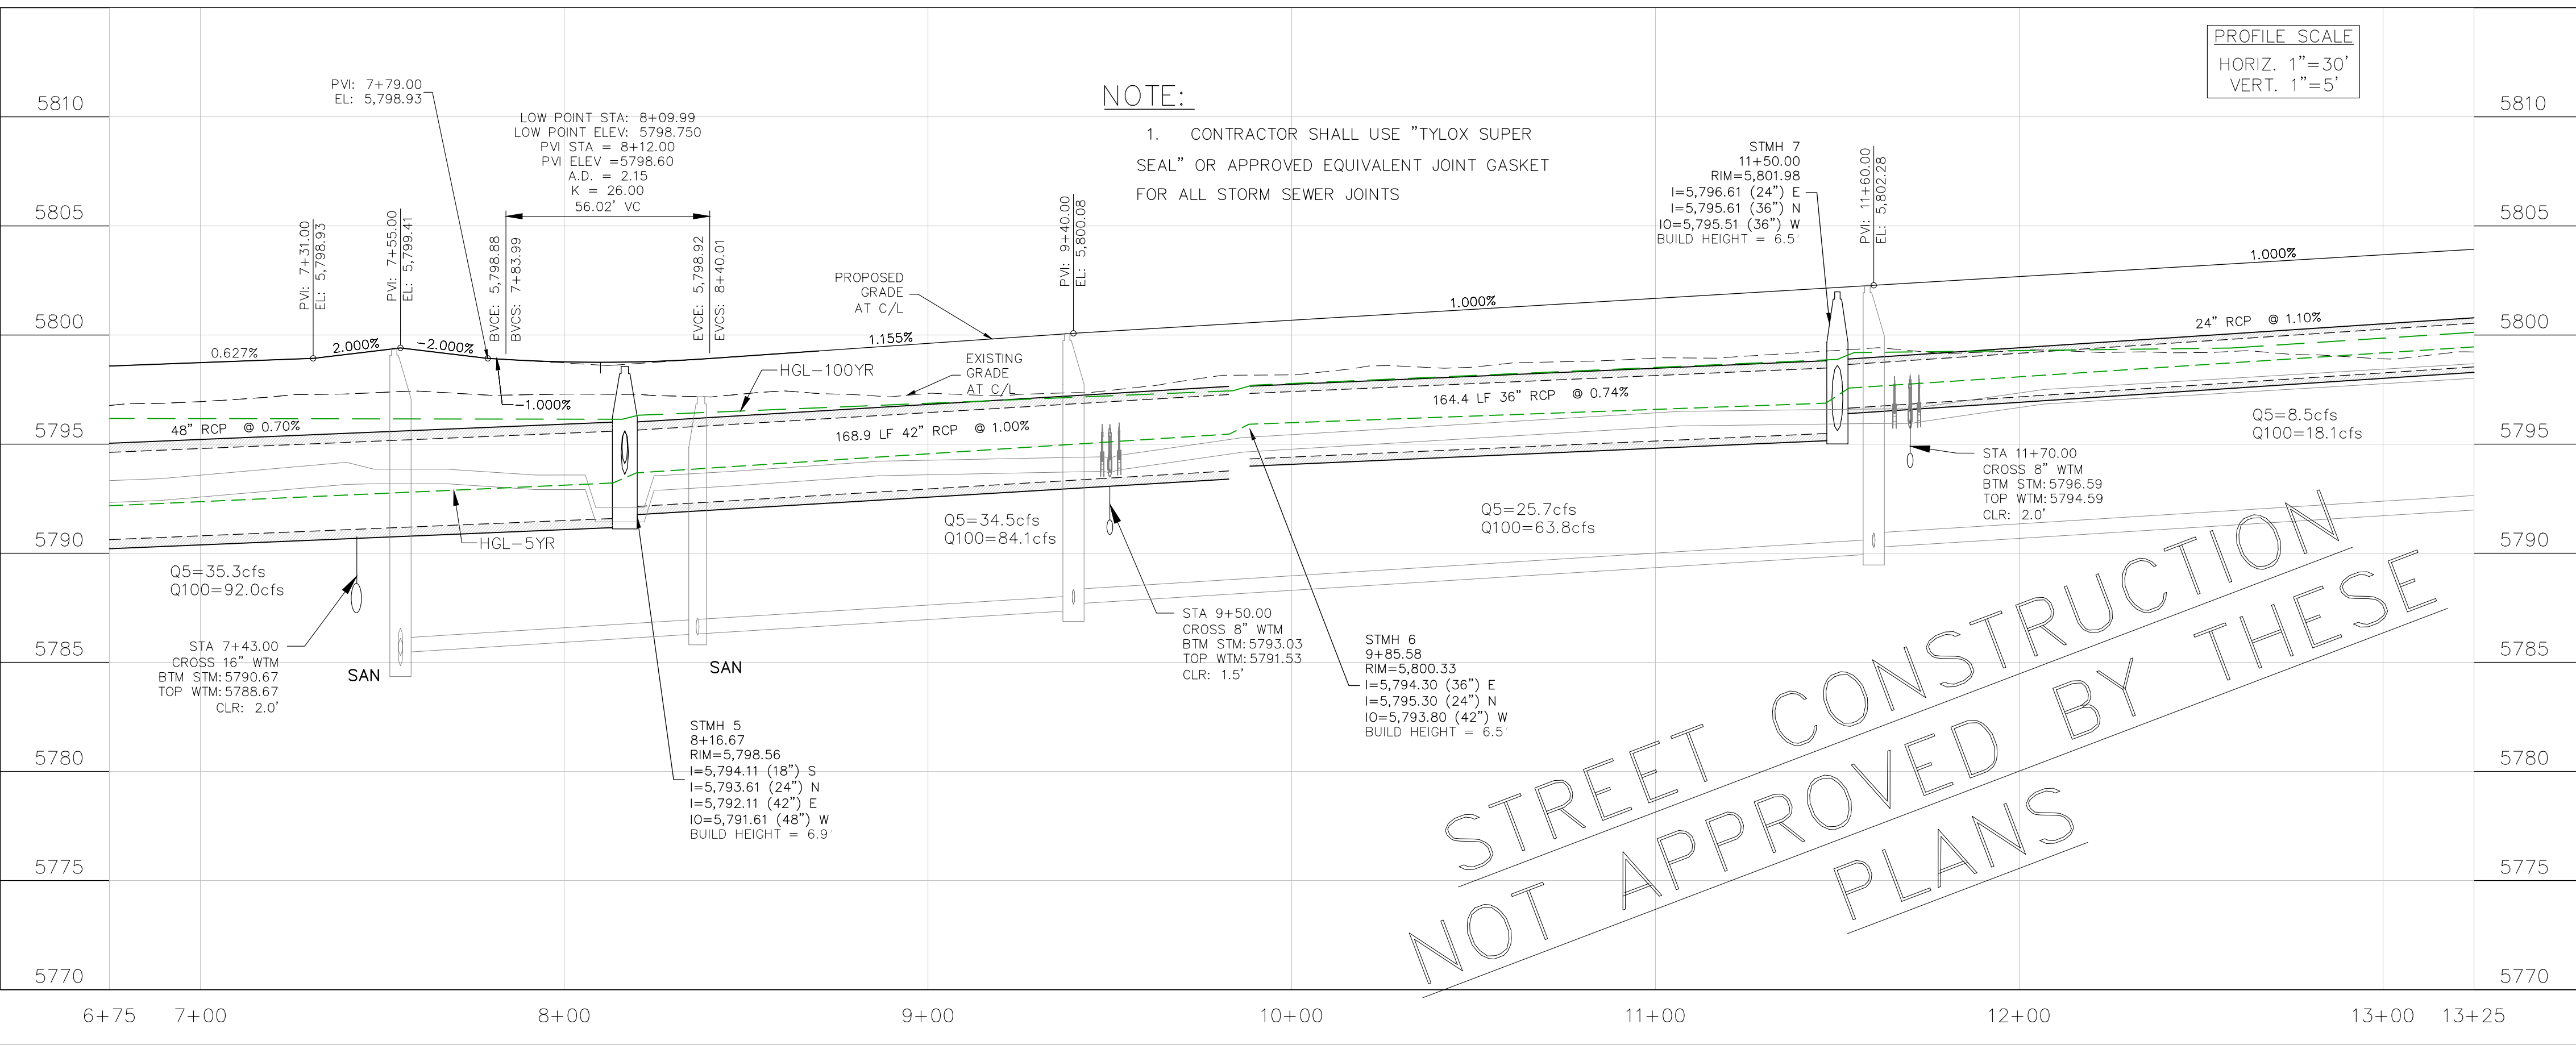 PROFILE SCALE
HORIZ. 1"=30'
VERT. 1"=5'
NOTE:
1. CONTRACTOR SHALL USE "TYLOX SUPER
SEAL" OR APPROVED EQUIVALENT JOINT GASKET
FOR ALL STORM SEWER JOINTS
5810
5805
5800
5795
5790
5785
5780
5775
5770
PVI: 7+79.00
EL: 5,798.93
LOW POINT STA: 8+09.99
LOW POINT ELEV: 5798.750
PVI STA = 8+12.00
PVI ELEV =5798.60
A.D. = 2.15
K = 26.00
56.02' VC
PVI: 7+31.00
EL: 5,798.93
PVI: 7+55.00
EL: 5,799.41
BVCE: 5,798.88
BVCS: 7+83.99
EVCE: 5,798.92
EVCS: 8+40.01
PVI: 9+40.00
EL: 5,800.08
STMH 7
11+50.00
RIM=5,801.98
I=5,796.61 (24") E
I=5,795.61 (36") N
IO=5,795.51 (36") W
BUILD HEIGHT = 6.5'
PVI: 11+60.00
EL: 5,802.28
0.627%
2.000%
-2.000%
-1.000%
1.155%
1.000%
1.000%
PROPOSED
GRADE
AT C/L
EXISTING
GRADE
AT C/L
HGL-100YR
HGL-5YR
48" RCP @ 0.70%
168.9 LF 42" RCP @ 1.00%
164.4 LF 36" RCP @ 0.74%
24" RCP @ 1.10%
Q5=35.3cfs
Q100=92.0cfs
Q5=34.5cfs
Q100=84.1cfs
Q5=25.7cfs
Q100=63.8cfs
Q5=8.5cfs
Q100=18.1cfs
STA 7+43.00
CROSS 16" WTM
BTM STM:5790.67
TOP WTM:5788.67
CLR: 2.0'
SAN
SAN
STMH 5
8+16.67
RIM=5,798.56
I=5,794.11 (18") S
I=5,793.61 (24") N
I=5,792.11 (42") E
IO=5,791.61 (48") W
BUILD HEIGHT = 6.9'
STA 9+50.00
CROSS 8" WTM
BTM STM:5793.03
TOP WTM:5791.53
CLR: 1.5'
STMH 6
9+85.58
RIM=5,800.33
I=5,794.30 (36") E
I=5,795.30 (24") N
IO=5,793.80 (42") W
BUILD HEIGHT = 6.5'
STA 11+70.00
CROSS 8" WTM
BTM STM:5796.59
TOP WTM:5794.59
CLR: 2.0'
STREET CONSTRUCTION
NOT APPROVED BY THESE
PLANS
5810
5805
5800
5795
5790
5785
5780
5775
5770
6+75 7+00 8+00 9+00 10+00 11+00 12+00 13+00 13+25